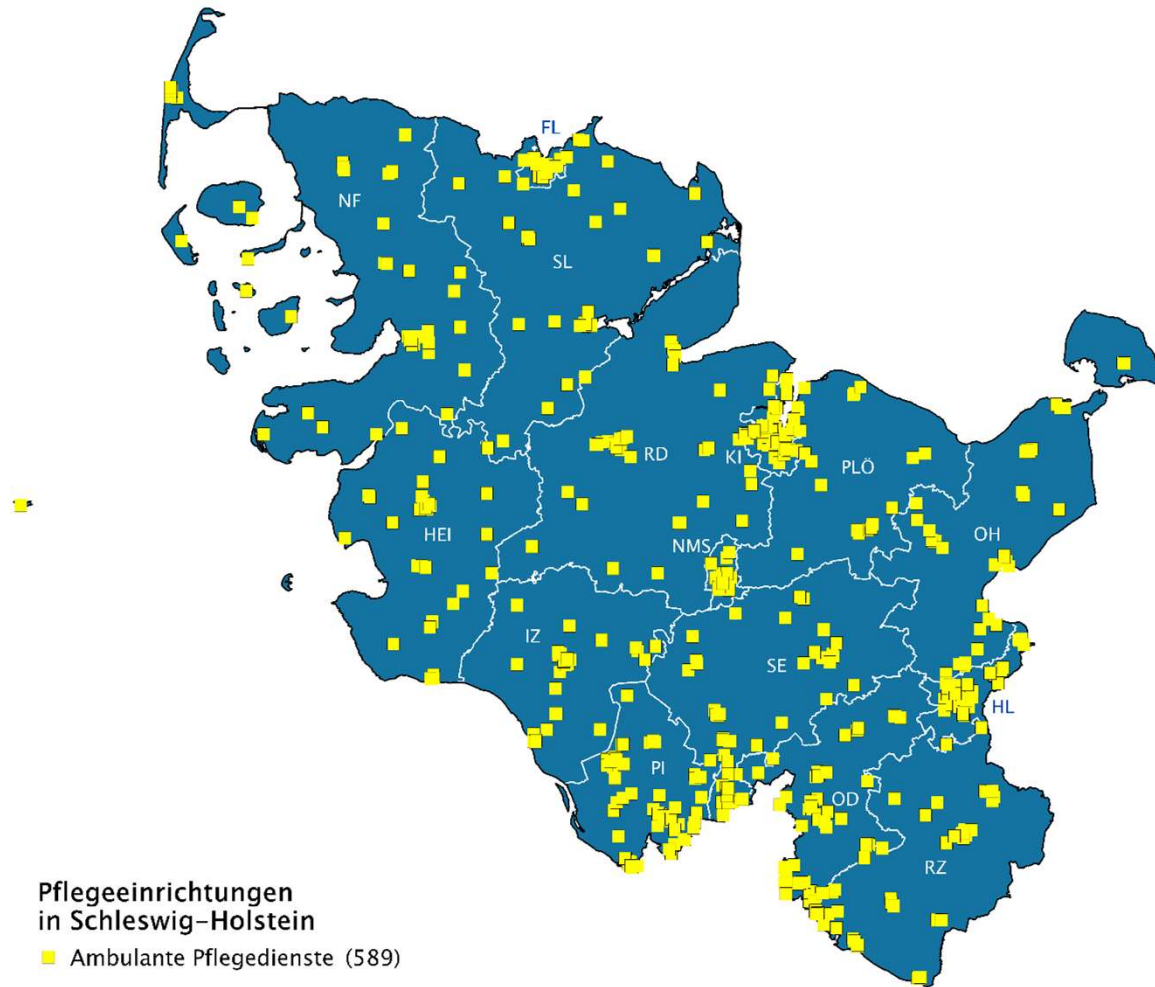 FL
NF
SL
RD
KI
PLÖ
OH
HEI
NMS
IZ
SE
HL
PI
OD
RZ
Pflegeeinrichtungen
in Schleswig-Holstein
Ambulante Pflegedienste (589)